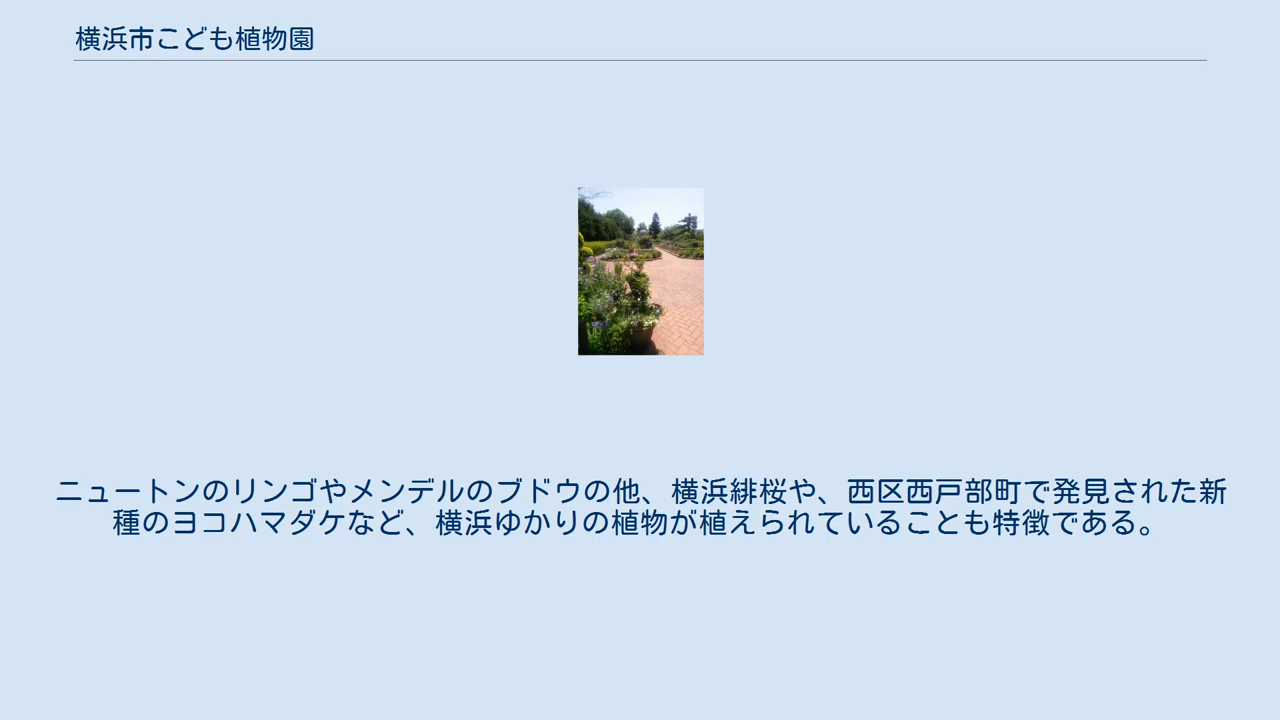 横浜市こども植物園
ニュートンのリンゴやメンデルのブドウの他、横浜緋桜や、西区西戸部町で発見された新
種のヨコハマダケなど、横浜ゆかりの植物が植えられていることも特徴である。